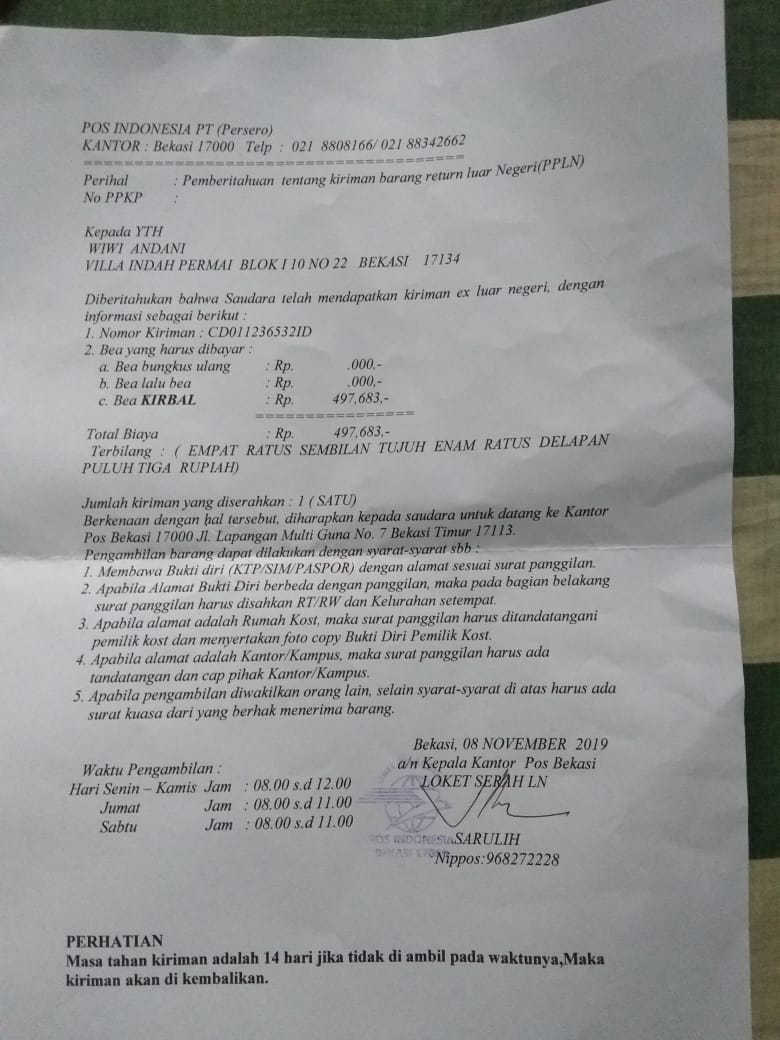 POS INDONESIA PT (Persero)
KANTOR : Bekasi 17000 Telp : 021 8808166/ 021 88342662
=====================================
Perihal : Pemberitahuan tentang kiriman barang return luar Negeri(PPLN)
No PPKP :
Kepada YTH
WIWI ANDANI
VILLA INDAH PERMAI BLOK I 10 NO 22 BEKASI 17134
Diberitahukan bahwa Saudara telah mendapatkan kiriman ex luar negeri, dengan
informasi sebagai berikut :
1. Nomor Kiriman : CD011236532ID
2. Bea yang harus dibayar :
a. Bea bungkus ulang : Rp. .000,-
b. Bea lalu bea : Rp. .000,-
c. Bea KIRBAL : Rp. 497,683,-
================
Total Biaya : Rp. 497,683,-
Terbilang : ( EMPAT RATUS SEMBILAN TUJUH ENAM RATUS DELAPAN
PULUH TIGA RUPIAH)
Jumlah kiriman yang diserahkan : 1 ( SATU)
Berkenaan dengan hal tersebut, diharapkan kepada saudara untuk datang ke Kantor
Pos Bekasi 17000 Jl. Lapangan Multi Guna No. 7 Bekasi Timur 17113.
Pengambilan barang dapat dilakukan dengan syarat-syarat sbb :
1. Membawa Bukti diri (KTP/SIM/PASPOR) dengan alamat sesuai surat panggilan.
2. Apabila Alamat Bukti Diri berbeda dengan panggilan, maka pada bagian belakang
surat panggilan harus disahkan RT/RW dan Kelurahan setempat.
3. Apabila alamat adalah Rumah Kost, maka surat panggilan harus ditandatangani
pemilik kost dan menyertakan foto copy Bukti Diri Pemilik Kost.
4. Apabila alamat adalah Kantor/Kampus, maka surat panggilan harus ada
tandatangan dan cap pihak Kantor/Kampus.
5. Apabila pengambilan diwakilkan orang lain, selain syarat-syarat di atas harus ada
surat kuasa dari yang berhak menerima barang.
Bekasi, 08 NOVEMBER 2019
a/n Kepala Kantor Pos Bekasi
LOKET SERAH LN
Waktu Pengambilan :
Hari Senin – Kamis Jam : 08.00 s.d 12.00
Jumat Jam : 08.00 s.d 11.00
Sabtu Jam : 08.00 s.d 11.00
POS INDONESIA
BEKASI
SARULIH
Nippos:968272228
PERHATIAN
Masa tahan kiriman adalah 14 hari jika tidak di ambil pada waktunya,Maka
kiriman akan di kembalikan.